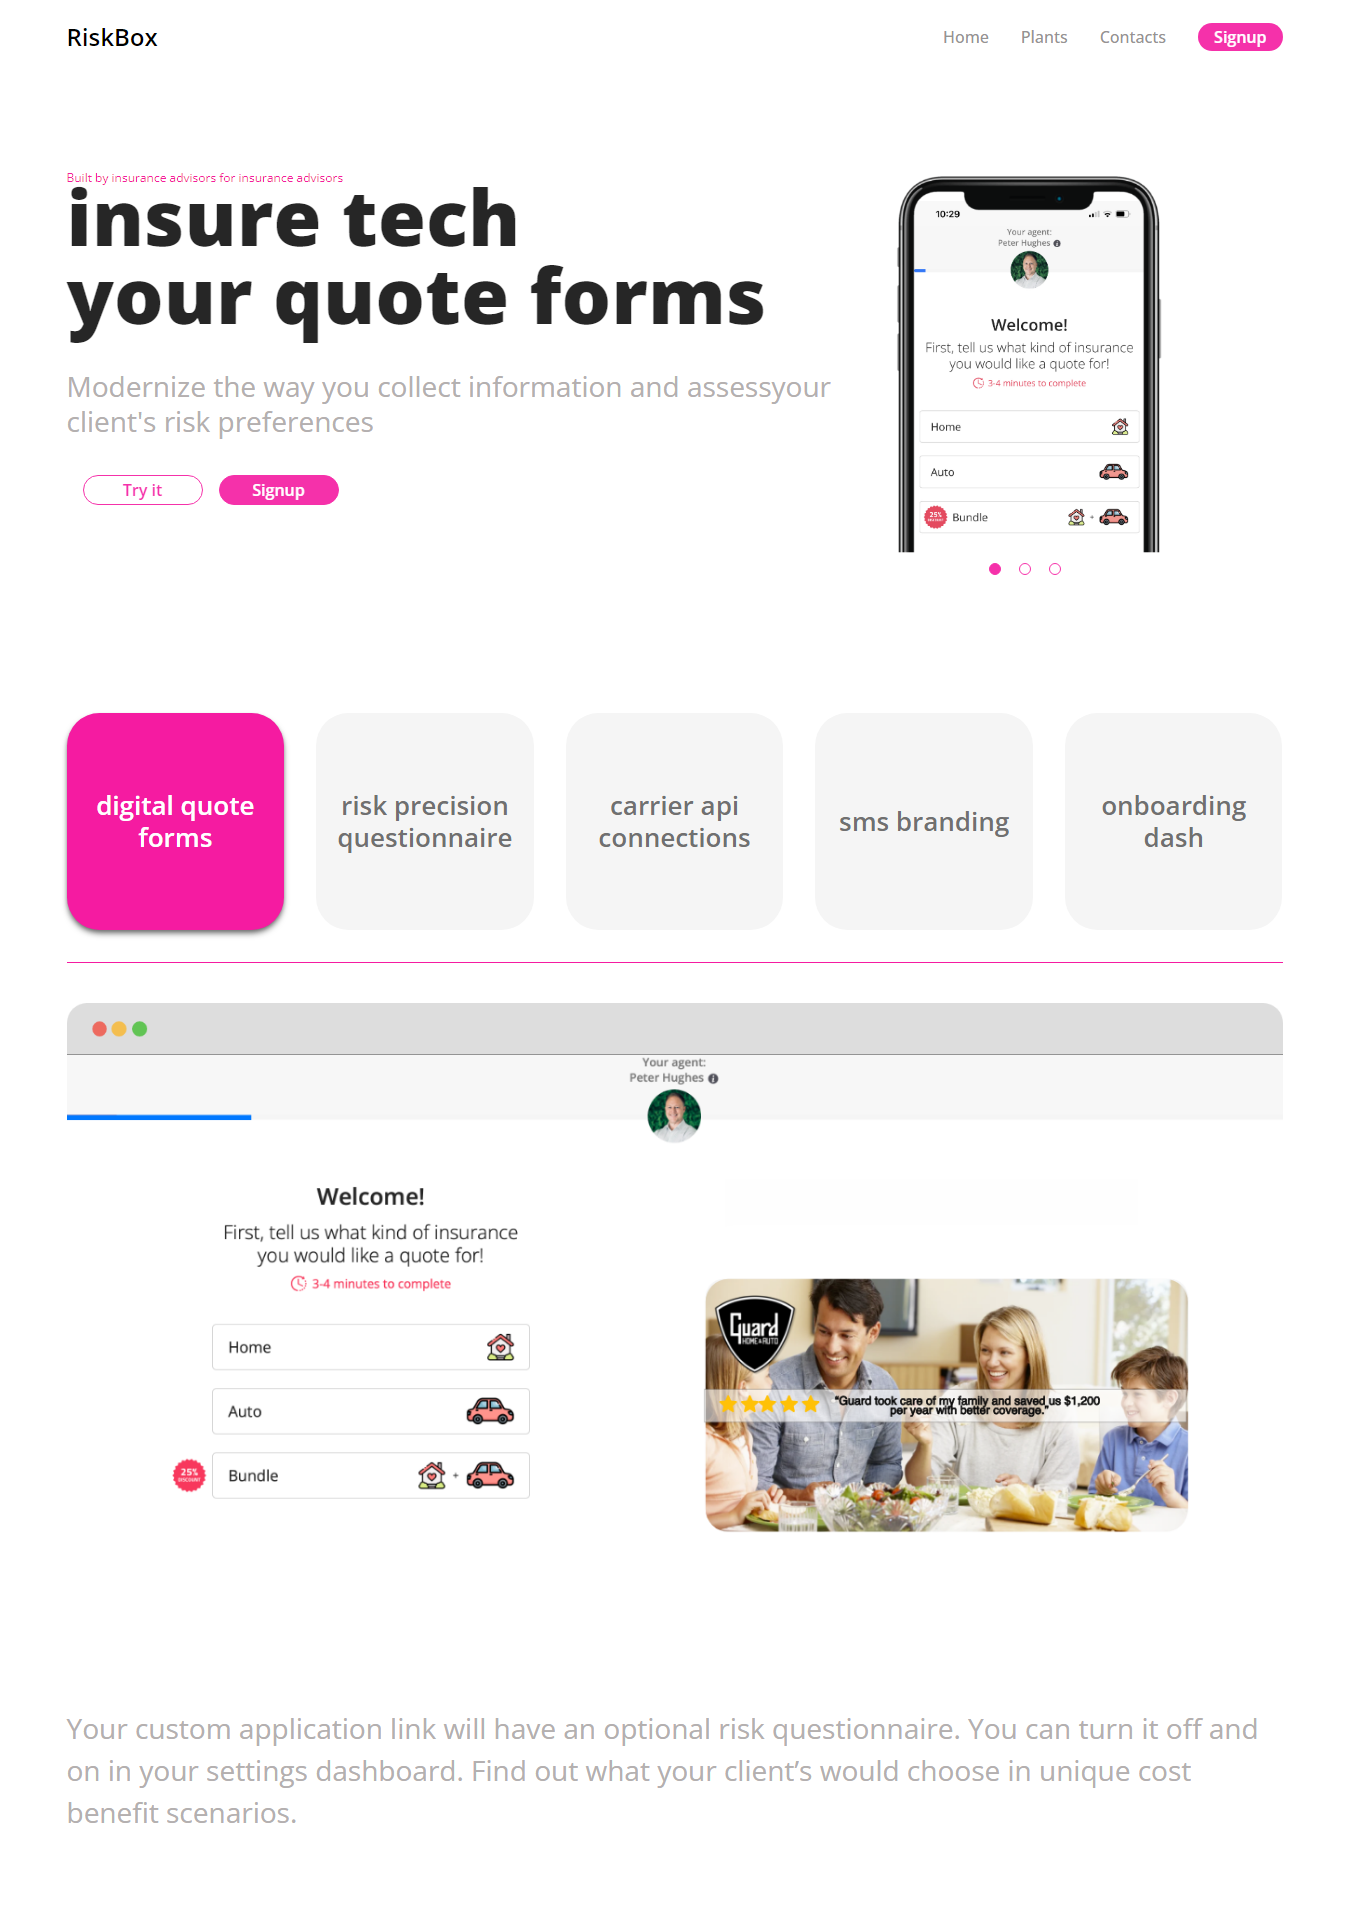 RiskBox
Home
Plants
Contacts
Signup
Built by insurance advisors for insurance advisors
insure tech
your quote forms
Modernize the way you collect information and assessyour
client's risk preferences
Try it
Signup
10:29
Your agent:
Peter Hughes
Welcome!
First, tell us what kind of insurance
you would like a quote for!
3-4 minutes to complete
Home
Auto
25%
DISCOUNT
Bundle
+
digital quote
forms
risk precision
questionnaire
carrier api
connections
sms branding
onboarding
dash
Your agent:
Peter Hughes
Welcome!
First, tell us what kind of insurance
you would like a quote for!
3-4 minutes to complete
Home
Auto
25%
DISCOUNT
Bundle
+
Guard
HOME & AUTO
“Guard took care of my family and saved us $1,200
per year with better coverage.”
Your custom application link will have an optional risk questionnaire. You can turn it off and
on in your settings dashboard. Find out what your client’s would choose in unique cost
benefit scenarios.